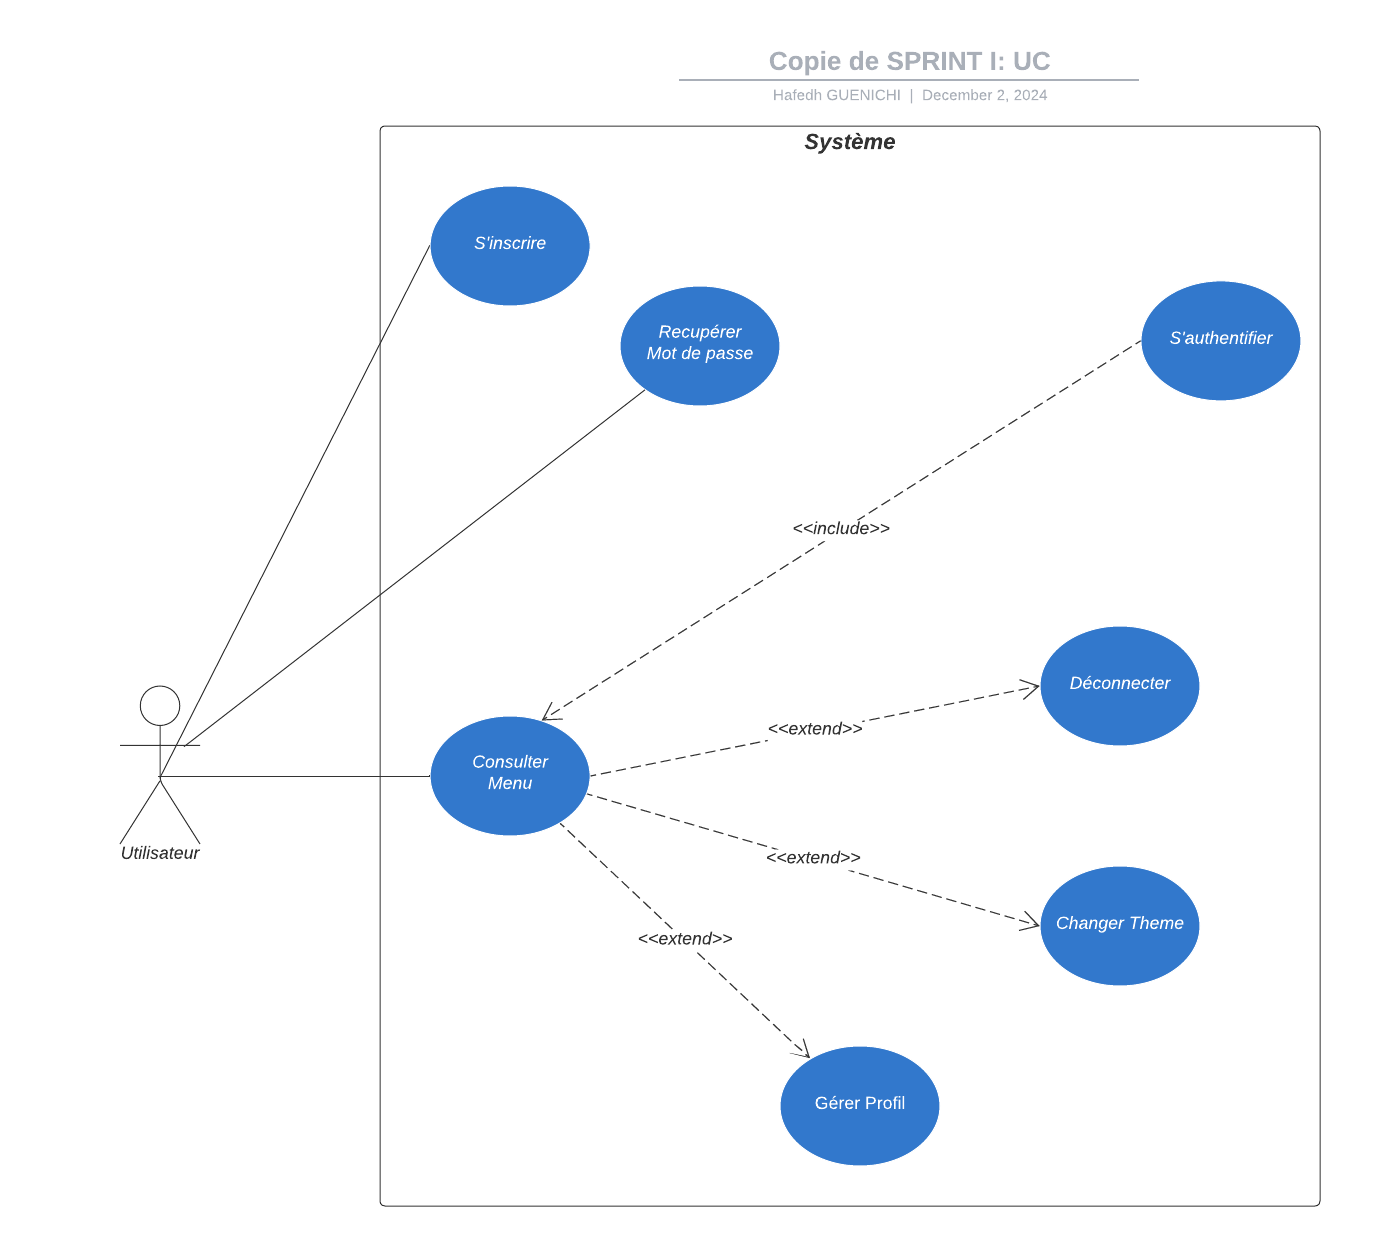 Copie de SPRINT I: UC
Hafedh GUENICHI | December 2, 2024
Système
S'inscrire
Recupérer
Mot de passe
S'authentifier
<<include>>
Déconnecter
<<extend>>
Consulter
Menu
Utilisateur
<<extend>>
Changer Theme
<<extend>>
Gérer Profil